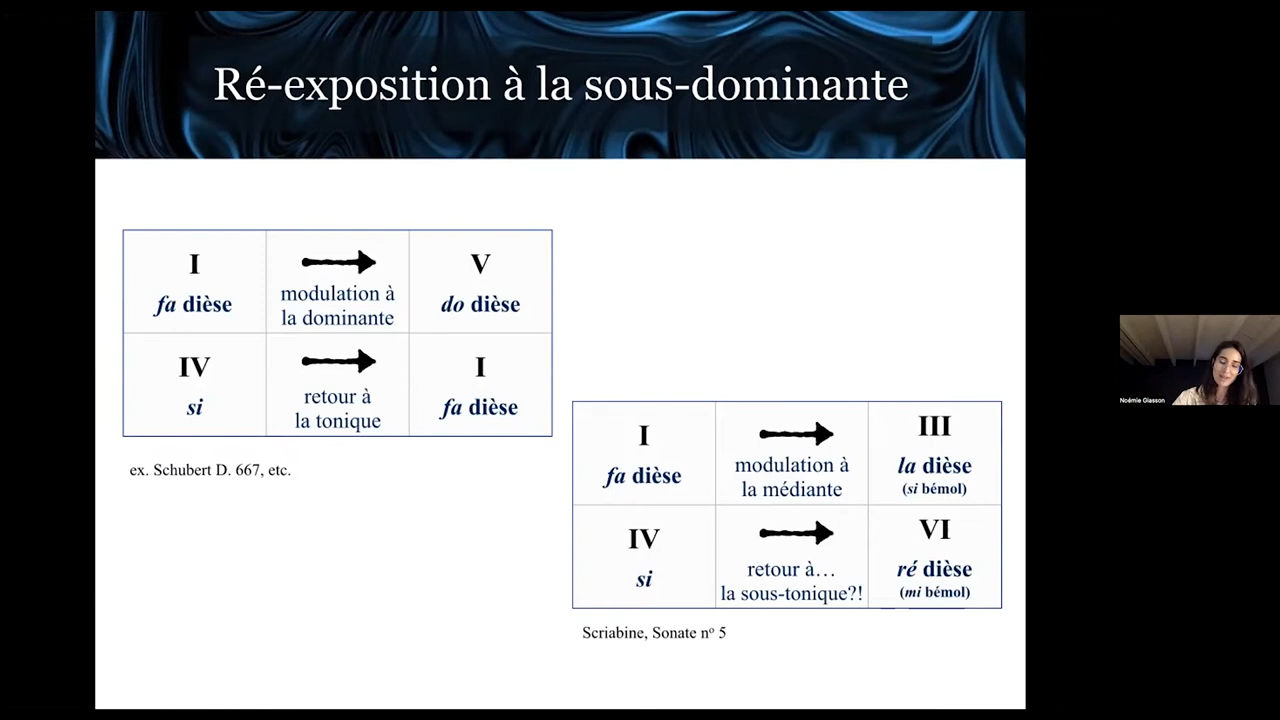 Ré-exposition à la sous-dominante
I
modulation à
la dominante
fa dièse
V
do dièse
IV
si
retour à
la tonique
I
fa dièse
ex. Schubert D. 667, etc.
I
fa dièse
modulation à
la médiante
III
la dièse
(si bémol)
IV
si
retour à…
la sous-tonique?!
VI
ré dièse
(mi bémol)
Scriabine, Sonate nº 5
Noémie Glasson